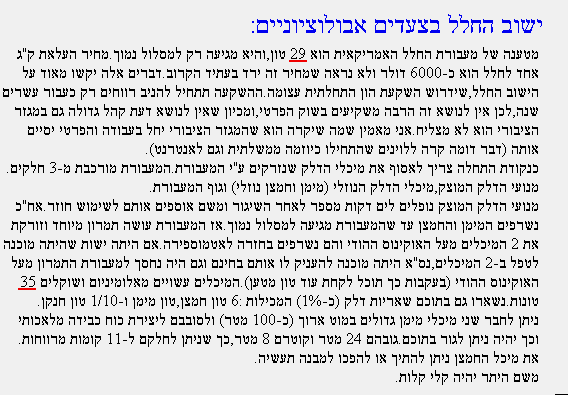 ישוב החלל בצעדים אבולוציוניים:
מטענה של מעבורת החלל האמריקאית הוא 29 טון,והיא מגיעה רק למסלול נמוך.מחיר העלאת ק"ג
אחד לחלל הוא כ-6000 דולר ולא נראה שמחיר זה ירד בעתיד הקרוב.דברים אלה יקשו מאוד על
הישוב החלל,שידרוש השקעת הון התחלתית עצומה.ההשקעה תתחיל להניב רווחים רק כעבור עשרים
שנה,לכן אין לנושא זה הרבה משקיעים בשוק הפרטי,ומכיון שאין לנושא דעת קהל גדולה גם במגזר
הציבורי הוא לא מצליח.אני מאמין שמה שיקרה הוא שהמגזר הציבורי יחל בעבודה והפרטי יסיים
אותה (דבר דומה קרה ללוינים שהתחילו כיוזמה ממשלתית וגם לאנטרנט).
כנקודת התחלה צריך לאסוף את מיכלי הדלק שנזרקים ע"י המעבורת.המעבורת מורכבת מ-3 חלקים.
מנועי הדלק המוצק,מיכלי הדלק הנוזלי (מימן וחמצן נוזלי) וגוף המעבורת.
מנועי הדלק המוצק נופלים לים דקות מספר לאחר השיגור ומשם אוספים אותם לשימוש חוזר.אח"כ
נשרפים המימן והחמצן עד שהמעבורת מגיעה למסלול נמוך.אז המעבורת עושה תמרון מיוחד וזורקת
את 2 המיכלים מעל האוקינוס ההודי והם נשרפים בחזרה לאטמוספירה.אם היתה ישות שהיתה מוכנה
לטפל ב-2 המיכלים,נס"א היתה מוכנה להעניק לו אותם בחינם וגם היה נחסך למעבורת התמרון מעל
האוקינוס ההודי (בעקבות כך תוכל לקחת עוד טון מטען).המיכלים עשויים מאלומיניום ושוקלים 35
טונות.נשארו גם בתוכם שאריות דלק (כ-1%) המכילות :6 טון חמצן,טון מימן ו-1/10 טון חנקן.
ניתן לחבר שני מיכלי מימן גדולים במוט ארוך (כ-100 מטר) ולסובבם ליצירת כוח כבידה מלאכותי
וכך יהיה ניתן לגור בתוכם.גובהם 24 מטר וקוטרם 8 מטר,כך שניתן לחלקם ל-11 קומות מרווחות.
את מיכל החמצן ניתן להתיך או להפכו למבנה תעשיה.
משם היתר יהיה קלי קלות.